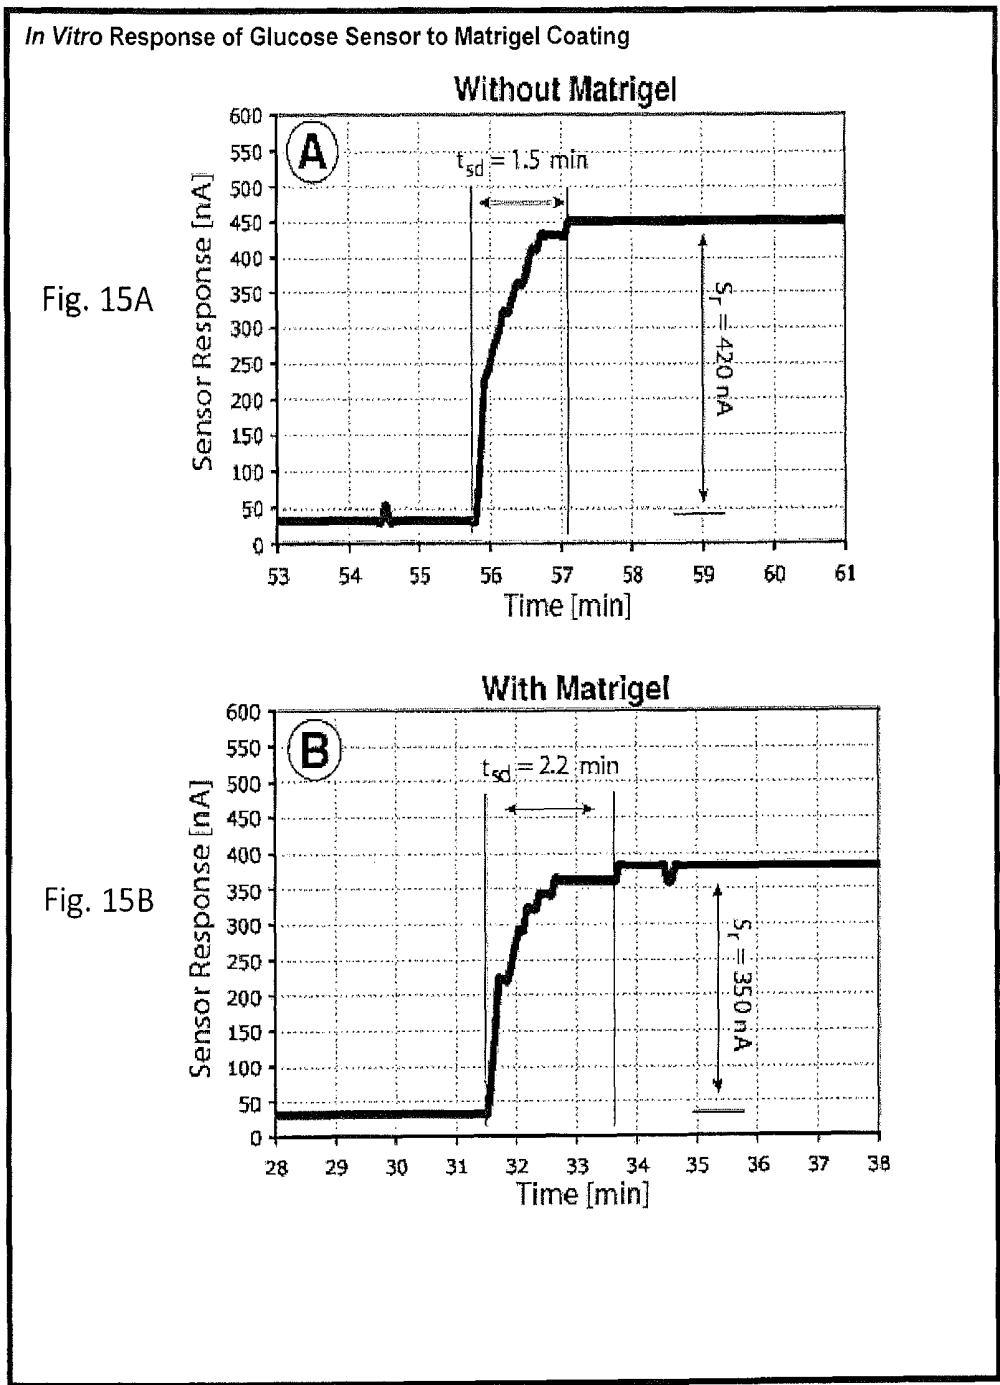 In Vitro Response of Glucose Sensor to Matrigel Coating
Without Matrigel
Fig. 15A
A
t_sd = 1.5 min
S_r = 420 nA
Sensor Response [nA]
600
550
500
450
400
350
300
250
200
150
100
50
0
53 54 55 56 57 58 59 60 61
Time [min]
With Matrigel
Fig. 15B
B
t_sd = 2.2 min
S_r = 350 nA
Sensor Response [nA]
600
550
500
450
400
350
300
250
200
150
100
50
0
28 29 30 31 32 33 34 35 36 37 38
Time [min]